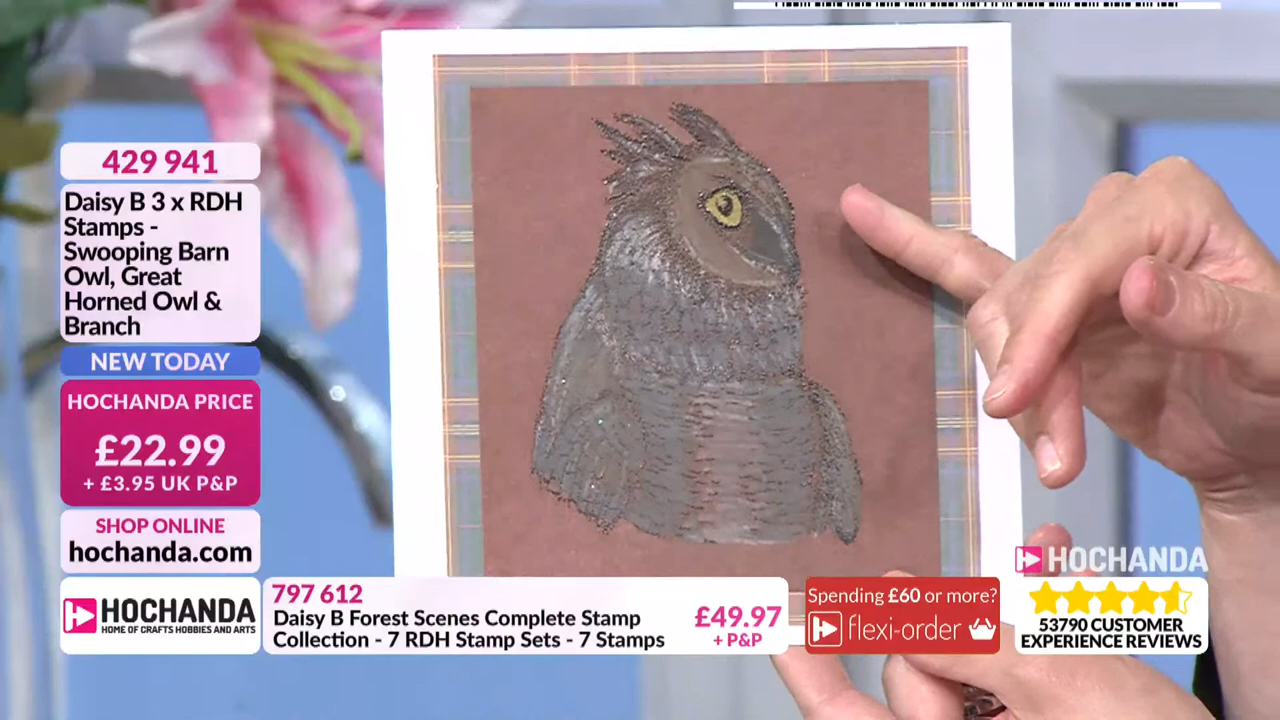 429 941
Daisy B 3 x RDH
Stamps -
Swooping Barn
Owl, Great
Horned Owl &
Branch
NEW TODAY
HOCHANDA PRICE
£22.99
+ £3.95 UK P&P
SHOP ONLINE
hochanda.com
HOCHANDA
HOME OF CRAFTS HOBBIES AND ARTS
797 612
Daisy B Forest Scenes Complete Stamp
Collection - 7 RDH Stamp Sets - 7 Stamps
£49.97
+ P&P
Spending £60 or more?
flexi-order
HOCHANDA
53790 CUSTOMER
EXPERIENCE REVIEWS